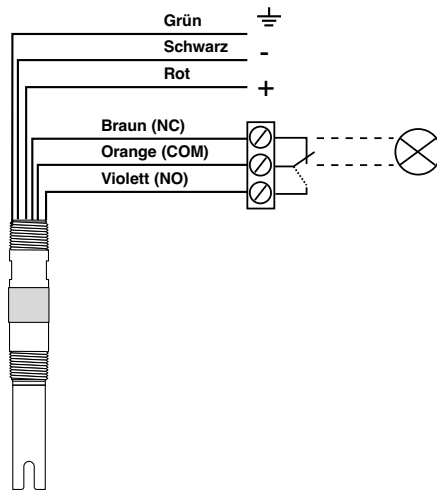 Grün
Schwarz -
Rot +
Braun (NC)
Orange (COM)
Violett (NO)